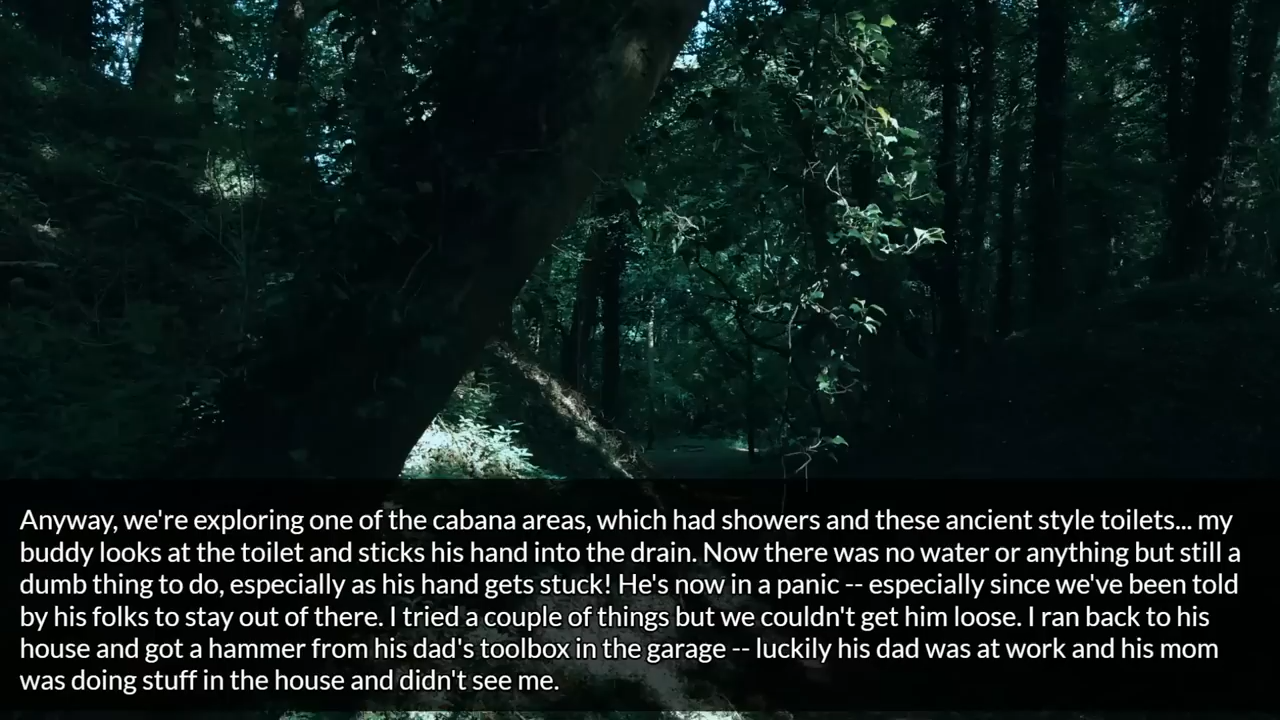 Anyway, we're exploring one of the cabana areas, which had showers and these ancient style toilets... my
buddy looks at the toilet and sticks his hand into the drain. Now there was no water or anything but still a
dumb thing to do, especially as his hand gets stuck! He's now in a panic -- especially since we've been told
by his folks to stay out of there. I tried a couple of things but we couldn't get him loose. I ran back to his
house and got a hammer from his dad's toolbox in the garage -- luckily his dad was at work and his mom
was doing stuff in the house and didn't see me.